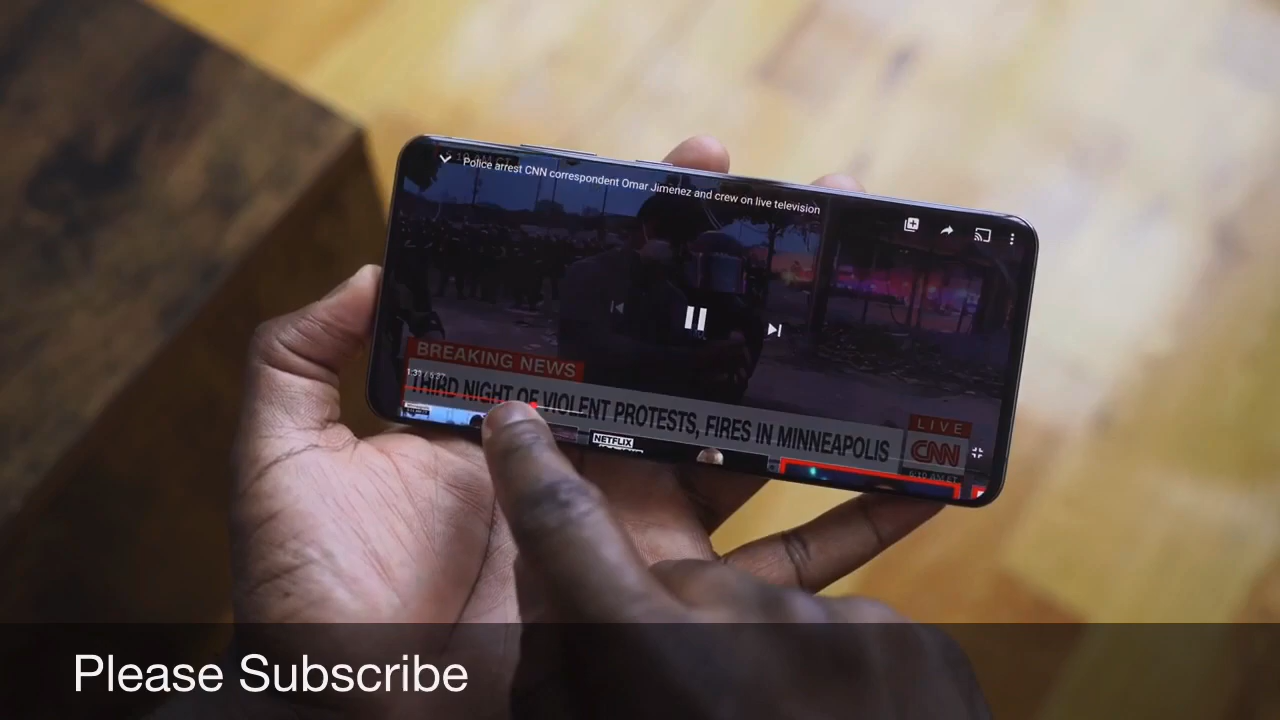 Police arrest CNN correspondent Omar Jimenez and crew on live television
BREAKING NEWS
THIRD NIGHT OF VIOLENT PROTESTS, FIRES IN MINNEAPOLIS
LIVE
CNN
NETFLIX
Please Subscribe